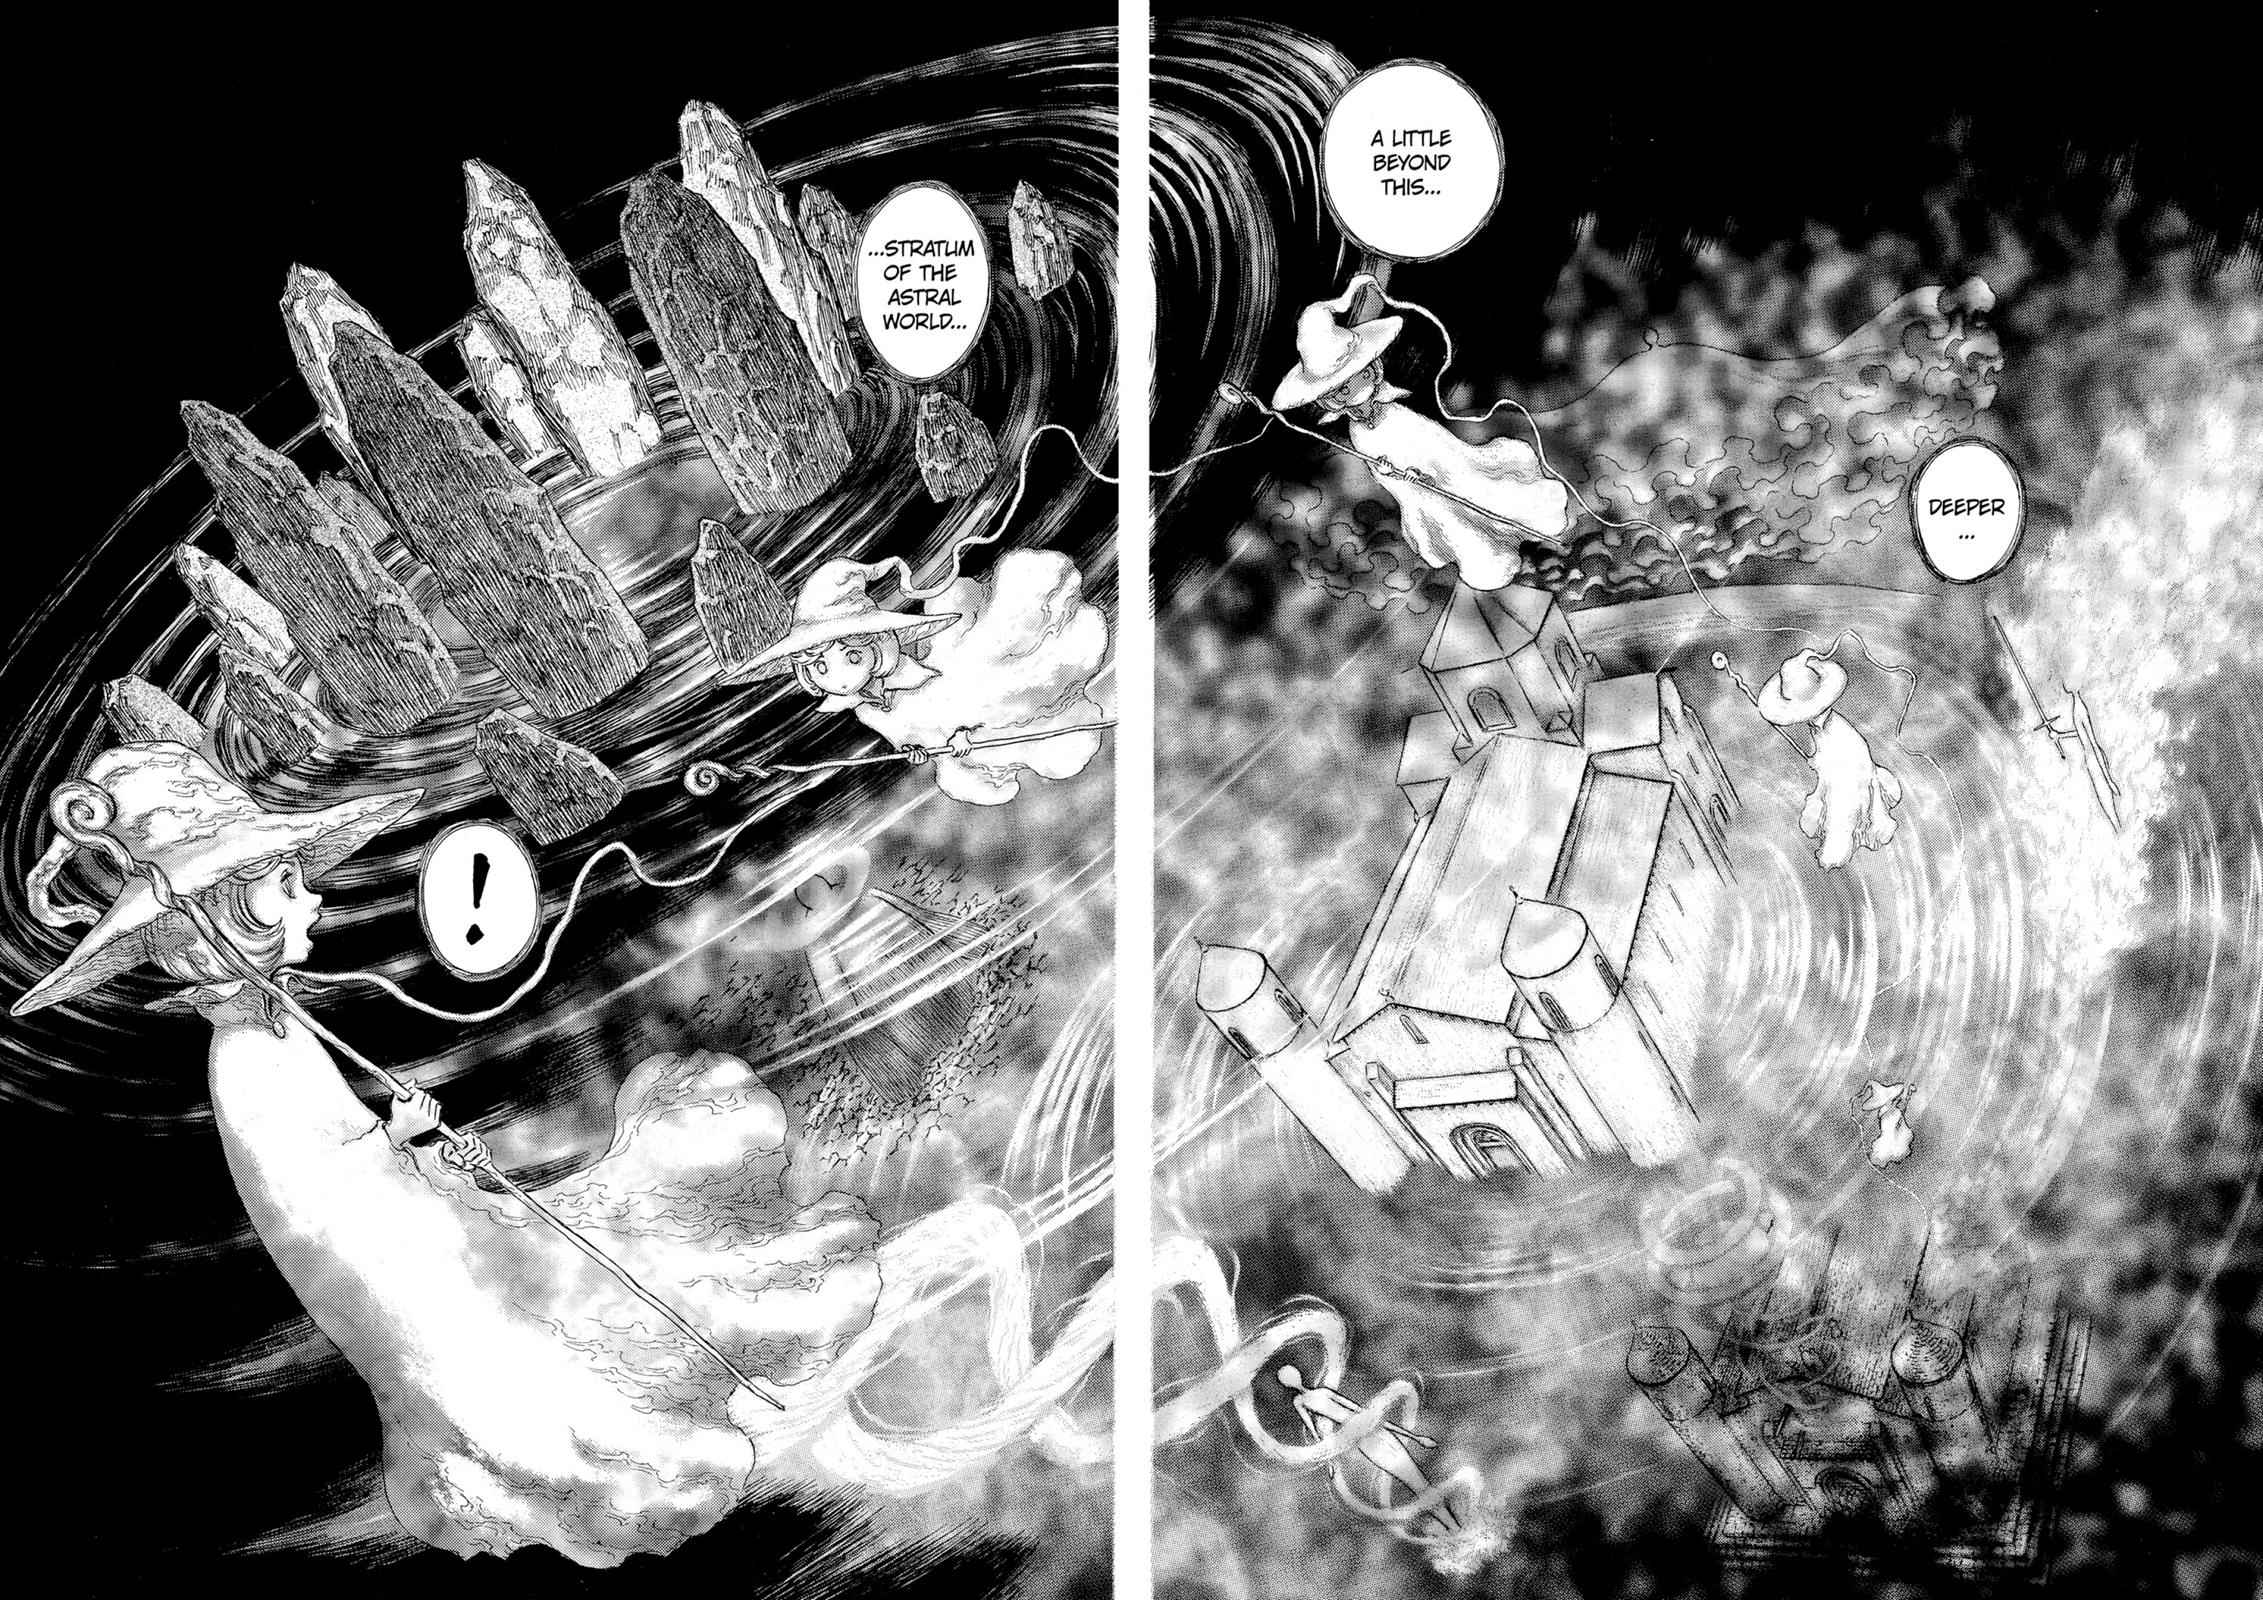 DEEPER
...
A LITTLE
BEYOND
THIS...
...STRATUM
OF THE
ASTRAL
WORLD...
!